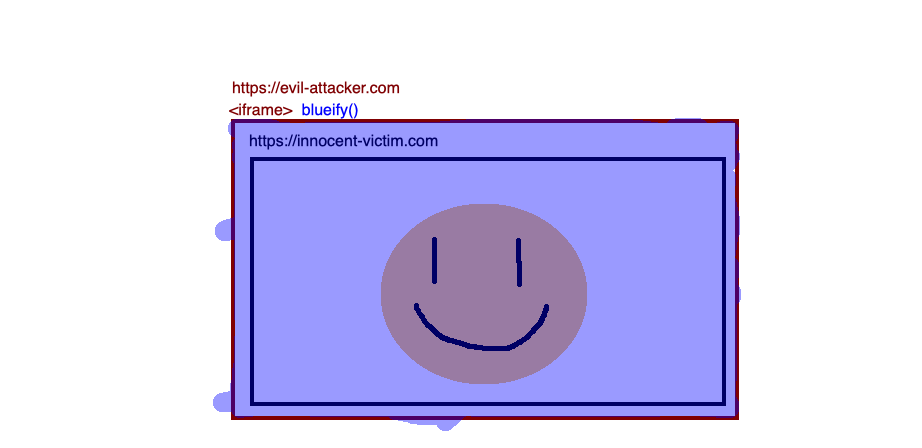 https://evil-attacker.com
<iframe> blueify()
https://innocent-victim.com